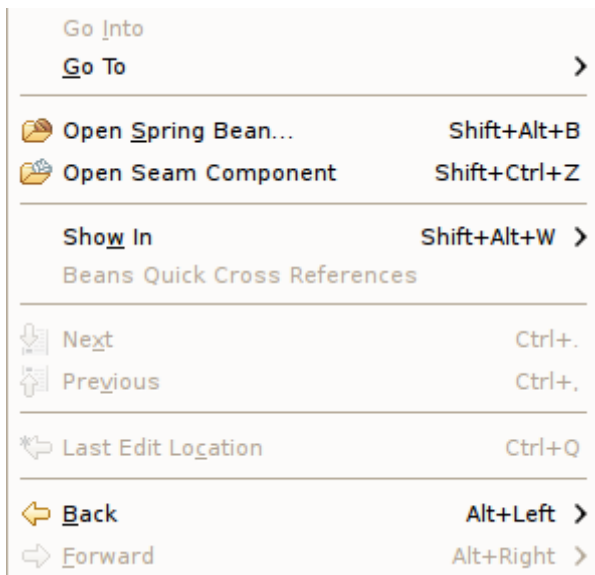 Go Into
Go To
Open Spring Bean... Shift+Alt+B
Open Seam Component Shift+Ctrl+Z
Show In Shift+Alt+W
Beans Quick Cross References
Next Ctrl+.
Previous Ctrl+,
Last Edit Location Ctrl+Q
Back Alt+Left
Forward Alt+Right